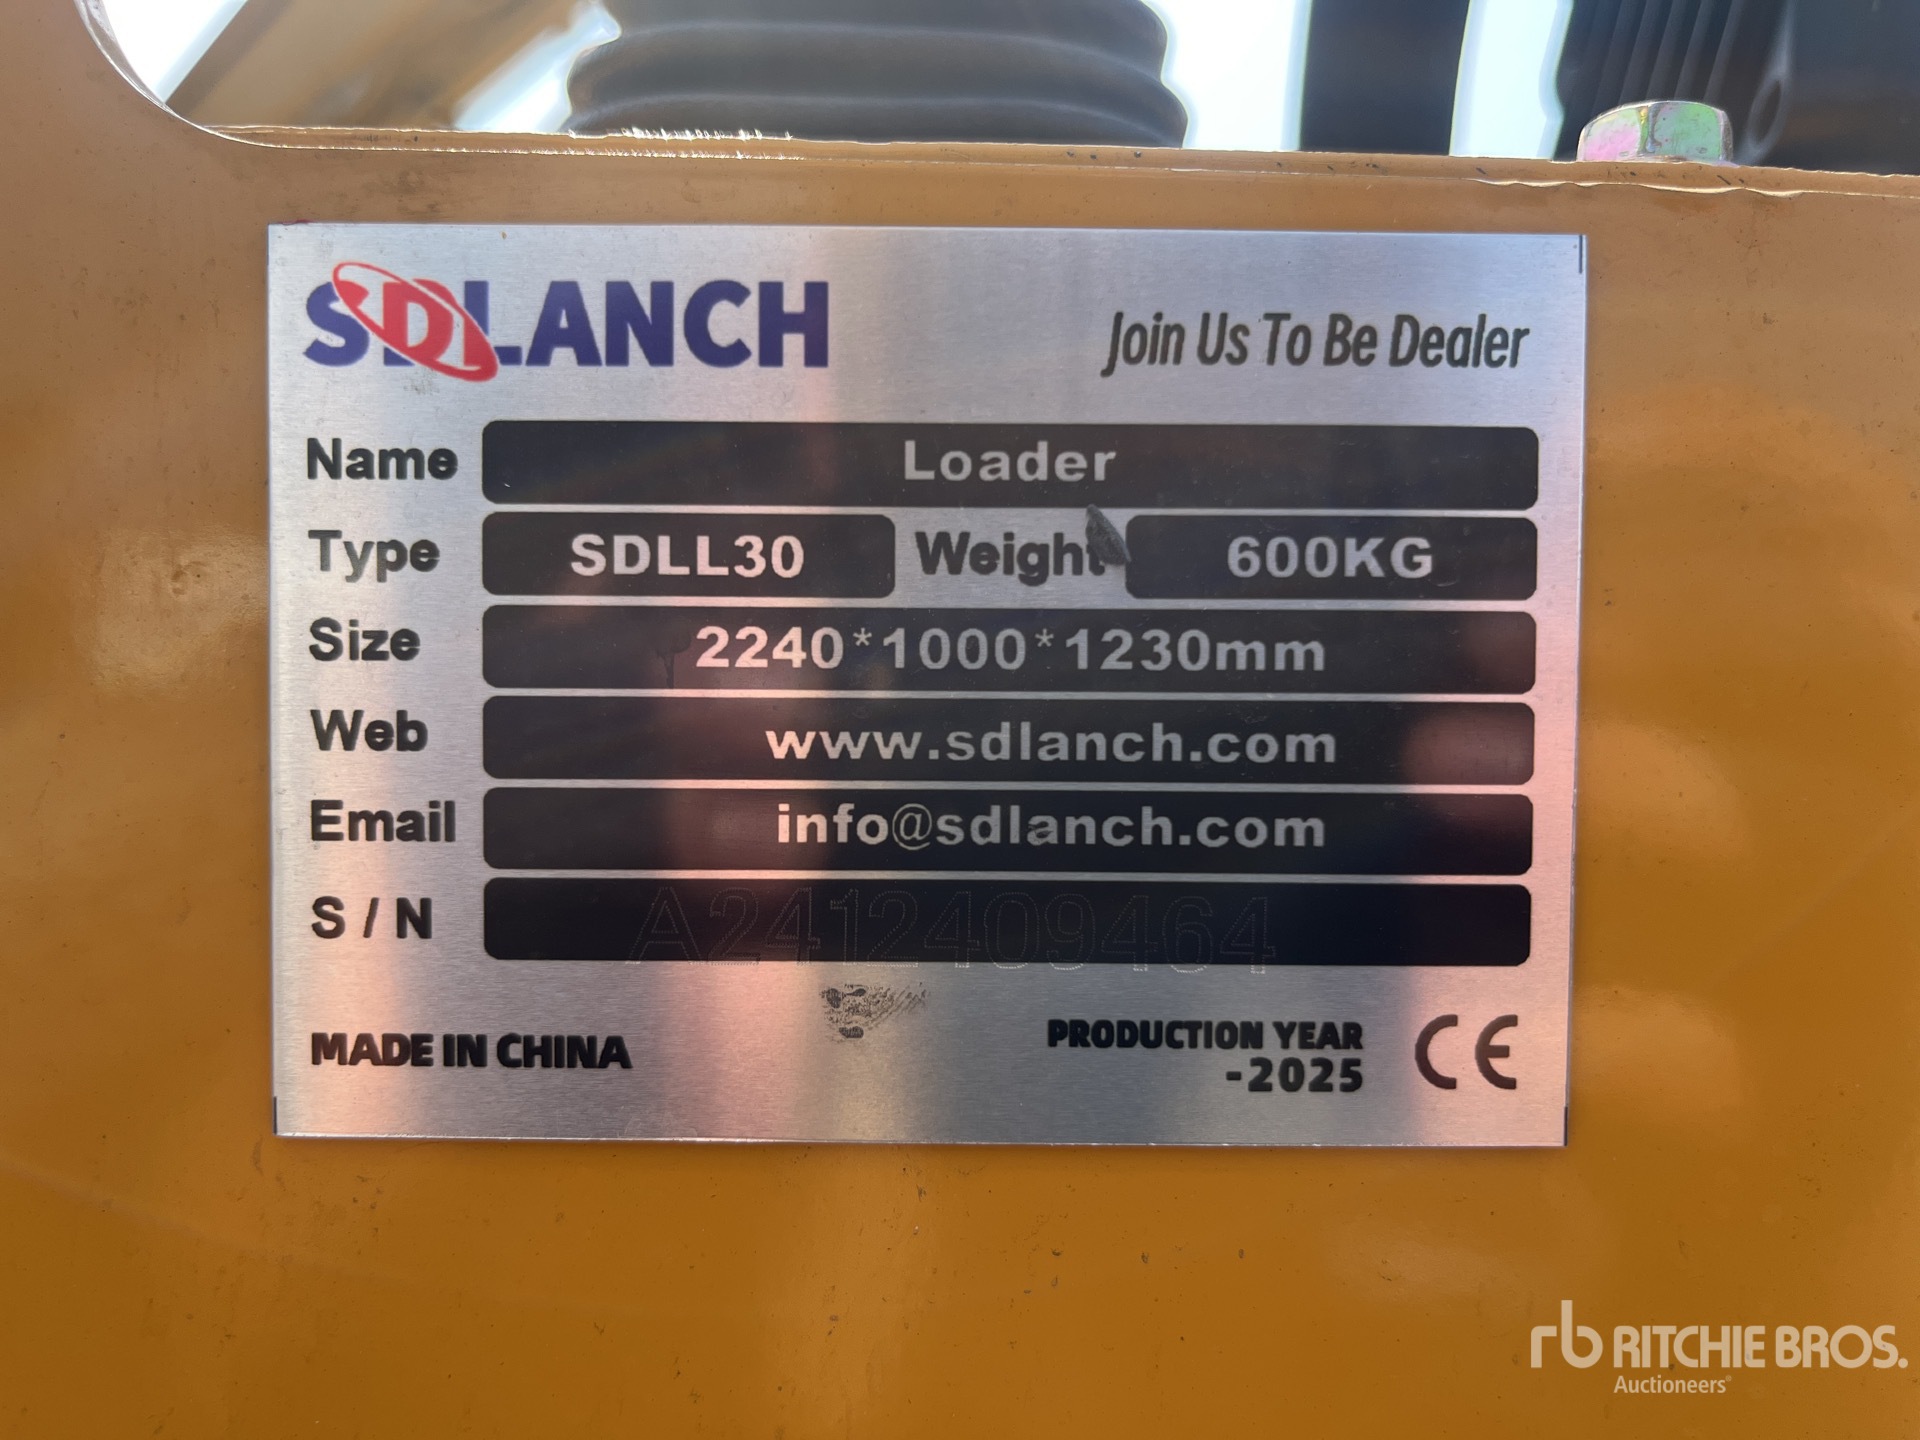 SDLANCH
Join Us To Be Dealer
Name Loader
Type SDLL30 Weight 600KG
Size 2240*1000*1230mm
Web www.sdlanch.com
Email info@sdlanch.com
S / N A2412409464
MADE IN CHINA
PRODUCTION YEAR
-2025
CE
rb RITCHIE BROS.
Auctioneers